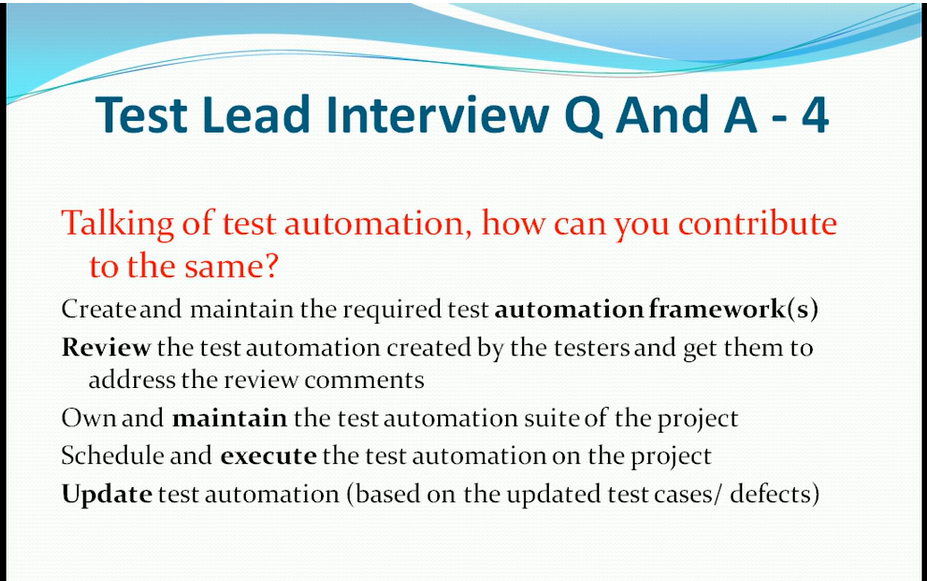 Test Lead Interview Q And A - 4
Talking of test automation, how can you contribute
to the same?
Create and maintain the required test automation framework(s)
Review the test automation created by the testers and get them to
address the review comments
Own and maintain the test automation suite of the project
Schedule and execute the test automation on the project
Update test automation (based on the updated test cases/ defects)